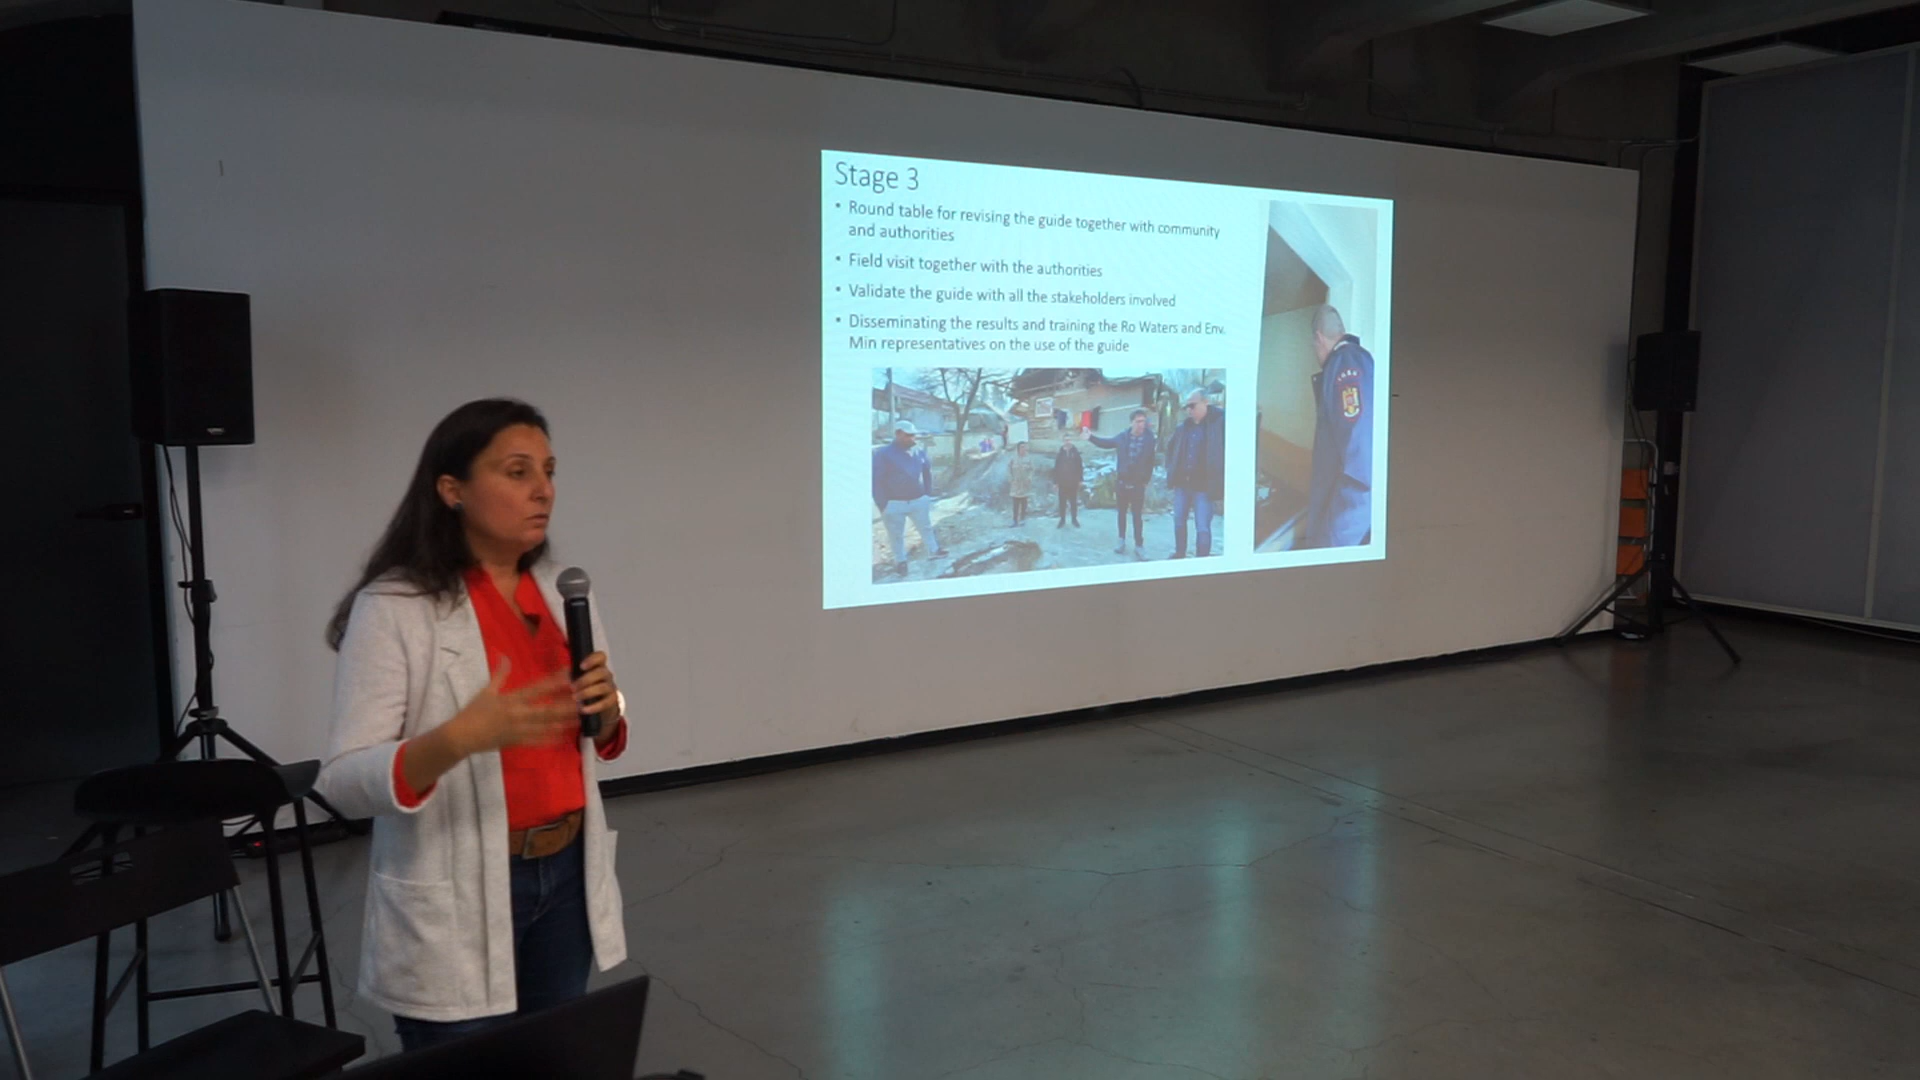 Stage 3
• Round table for revising the guide together with community
and authorities
• Field visit together with the authorities
• Validate the guide with all the stakeholders involved
• Disseminating the results and training the Ro Waters and Env.
Min representatives on the use of the guide